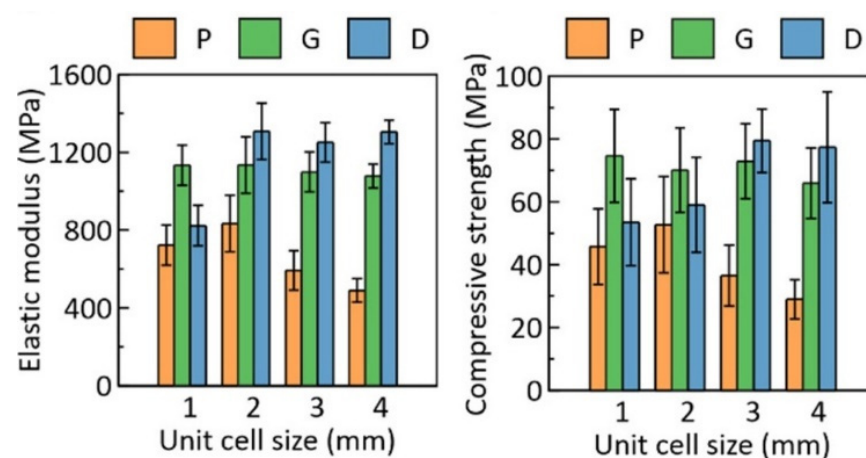 P G D
1600
1200
800
400
0
Elastic modulus (MPa)
1 2 3 4
Unit cell size (mm)
P G D
100
80
60
40
20
0
Compressive strength (MPa)
1 2 3 4
Unit cell size (mm)